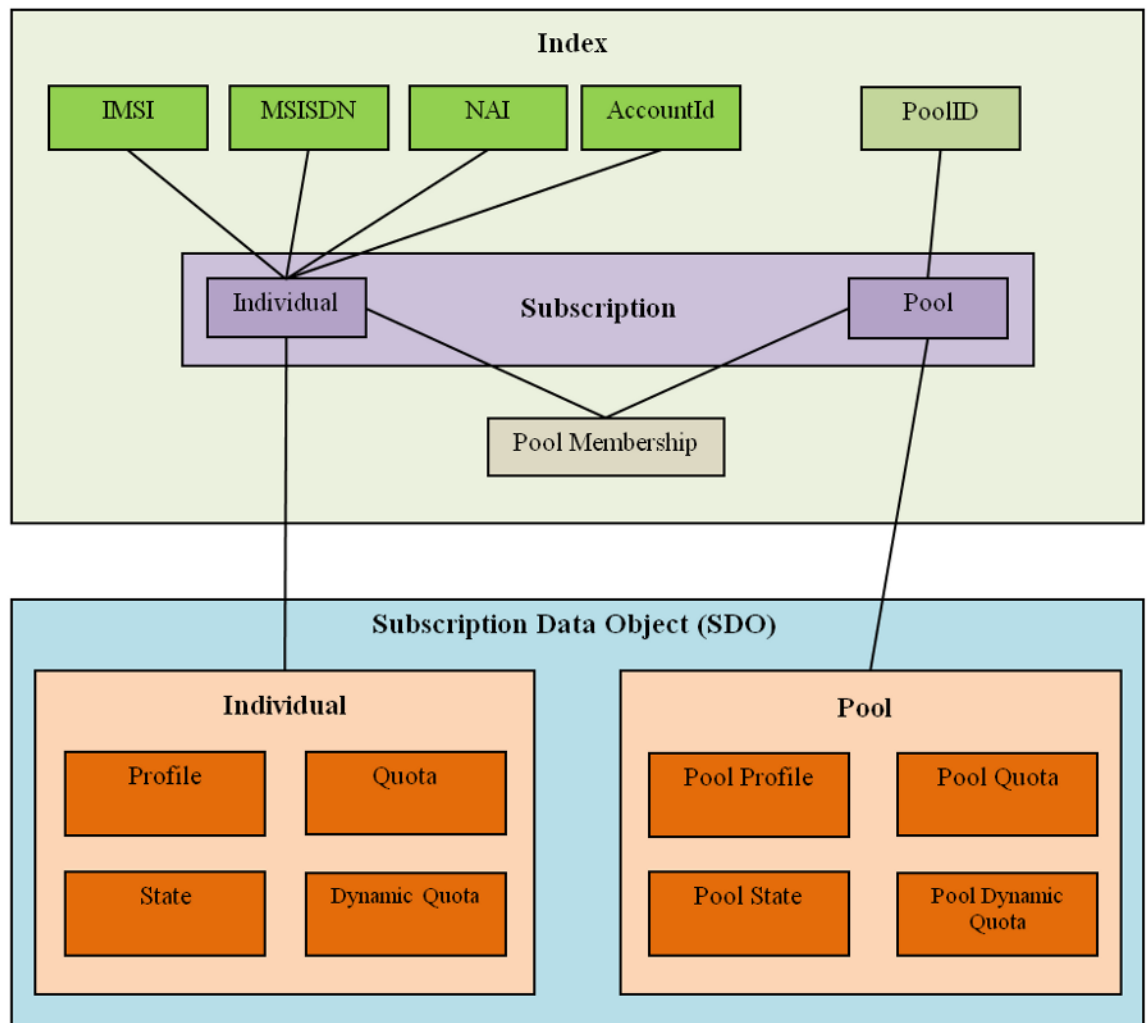 Index
IMSI
MSISDN
NAI
AccountId
PoolID
Individual
Subscription
Pool
Pool Membership
Subscription Data Object (SDO)
Individual
Profile
Quota
State
Dynamic Quota
Pool
Pool Profile
Pool Quota
Pool State
Pool Dynamic
Quota